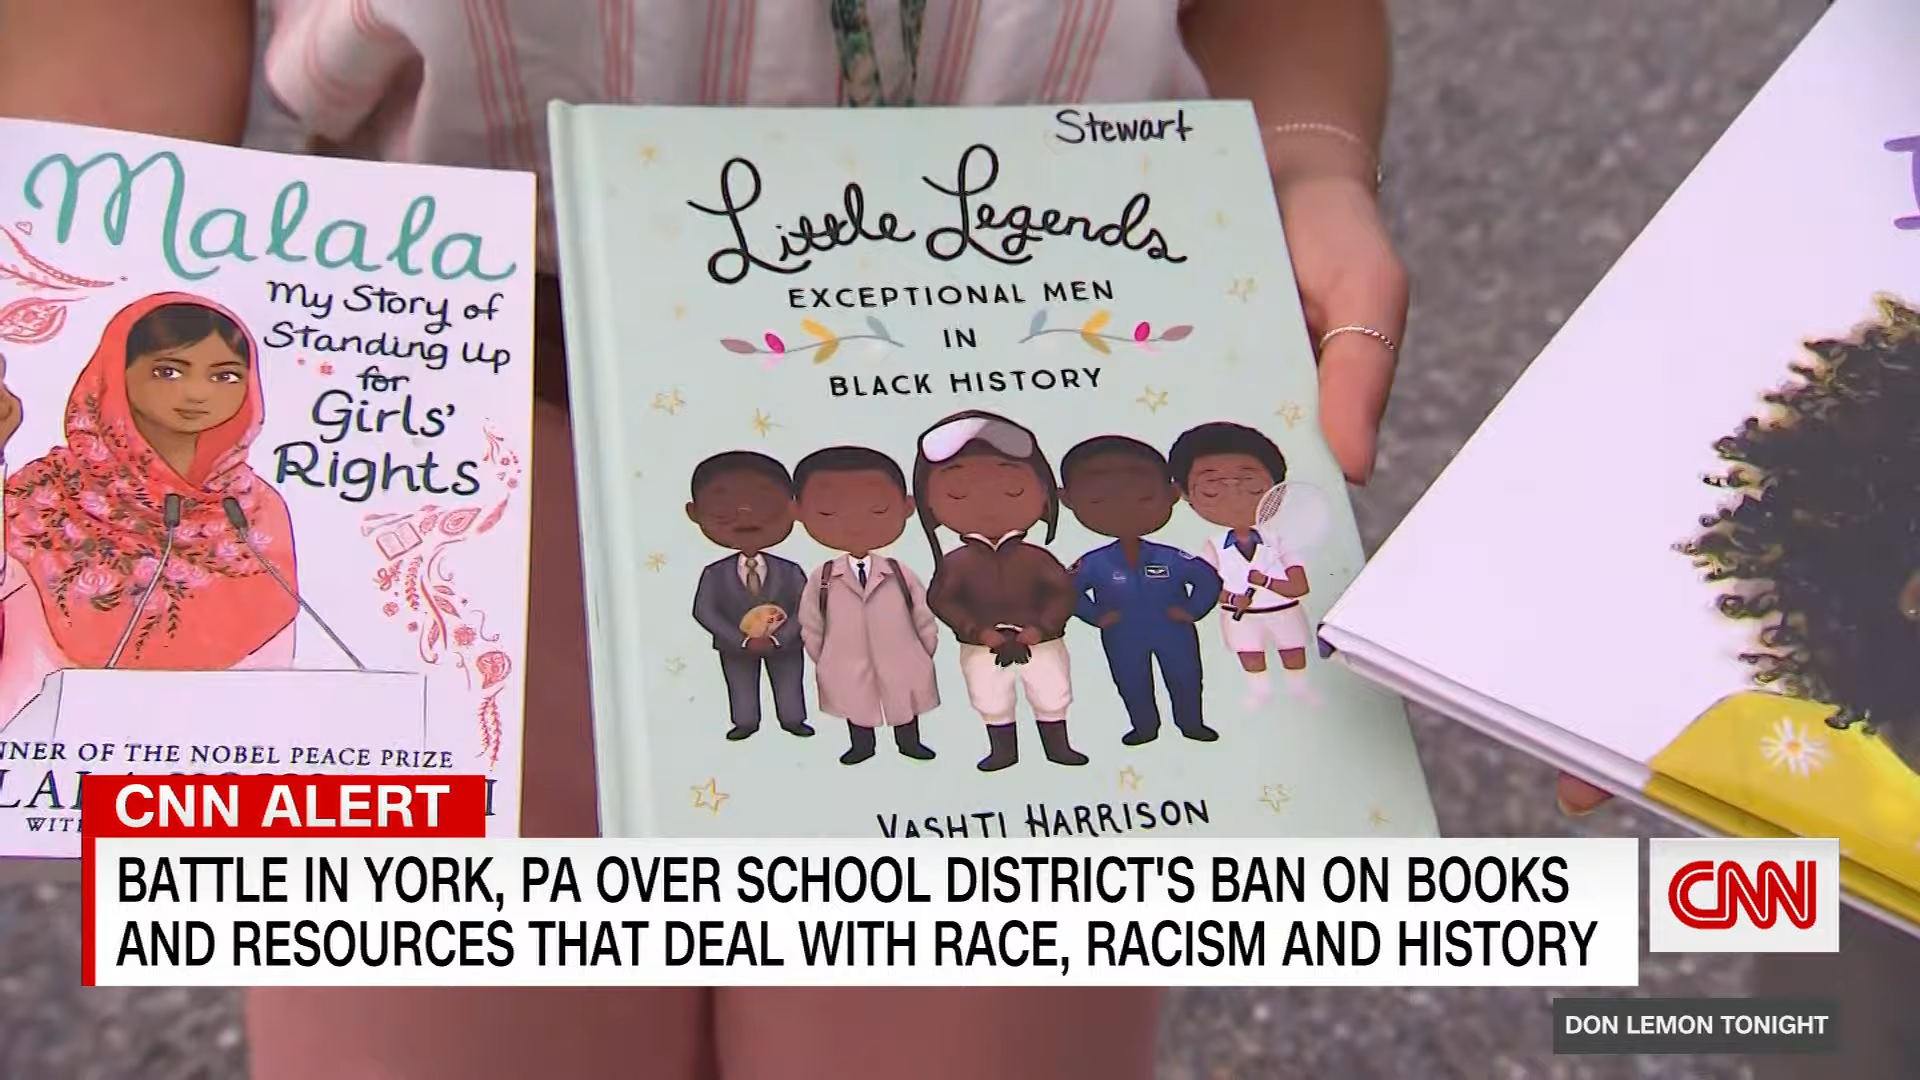 Stewart
Malala
My Story of
Standing Up
for
Girls'
Rights
NNER OF THE NOBEL PEACE PRIZE
WITH
Little Legends
EXCEPTIONAL MEN
IN
BLACK HISTORY
VASHTI HARRISON
CNN ALERT
BATTLE IN YORK, PA OVER SCHOOL DISTRICT'S BAN ON BOOKS
AND RESOURCES THAT DEAL WITH RACE, RACISM AND HISTORY
CNN
DON LEMON TONIGHT